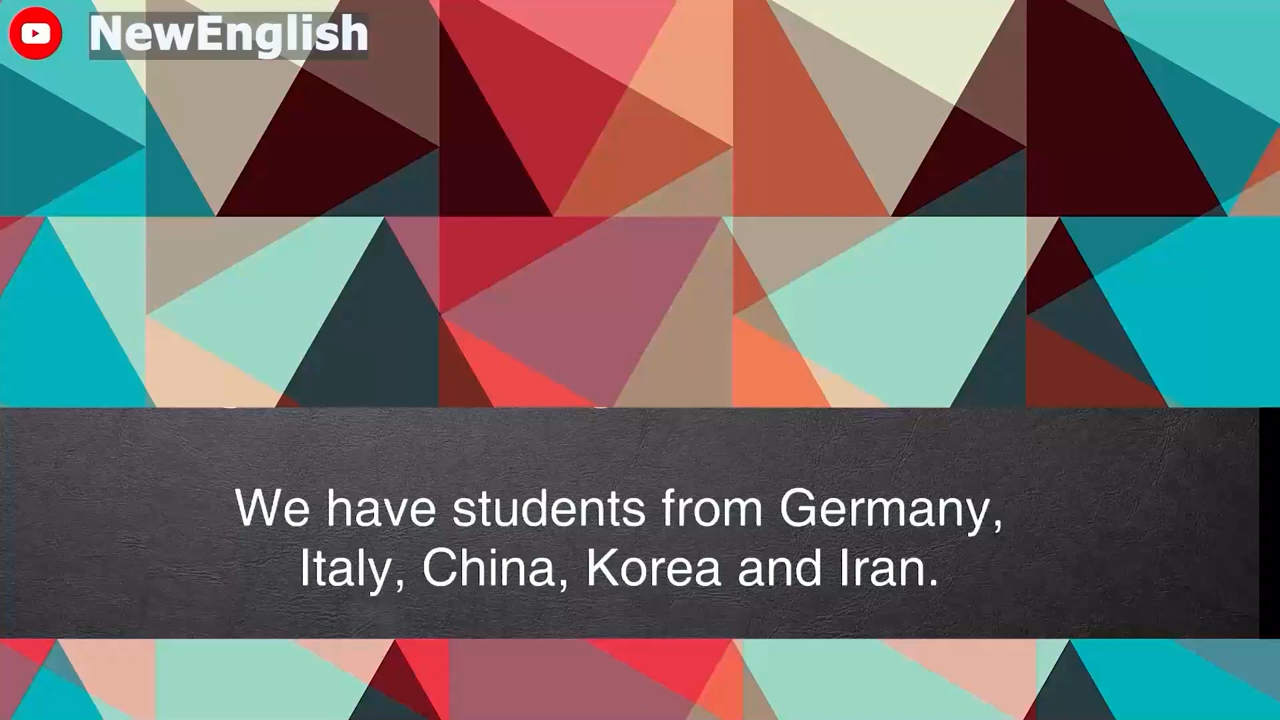 NewEnglish
We have students from Germany,
Italy, China, Korea and Iran.